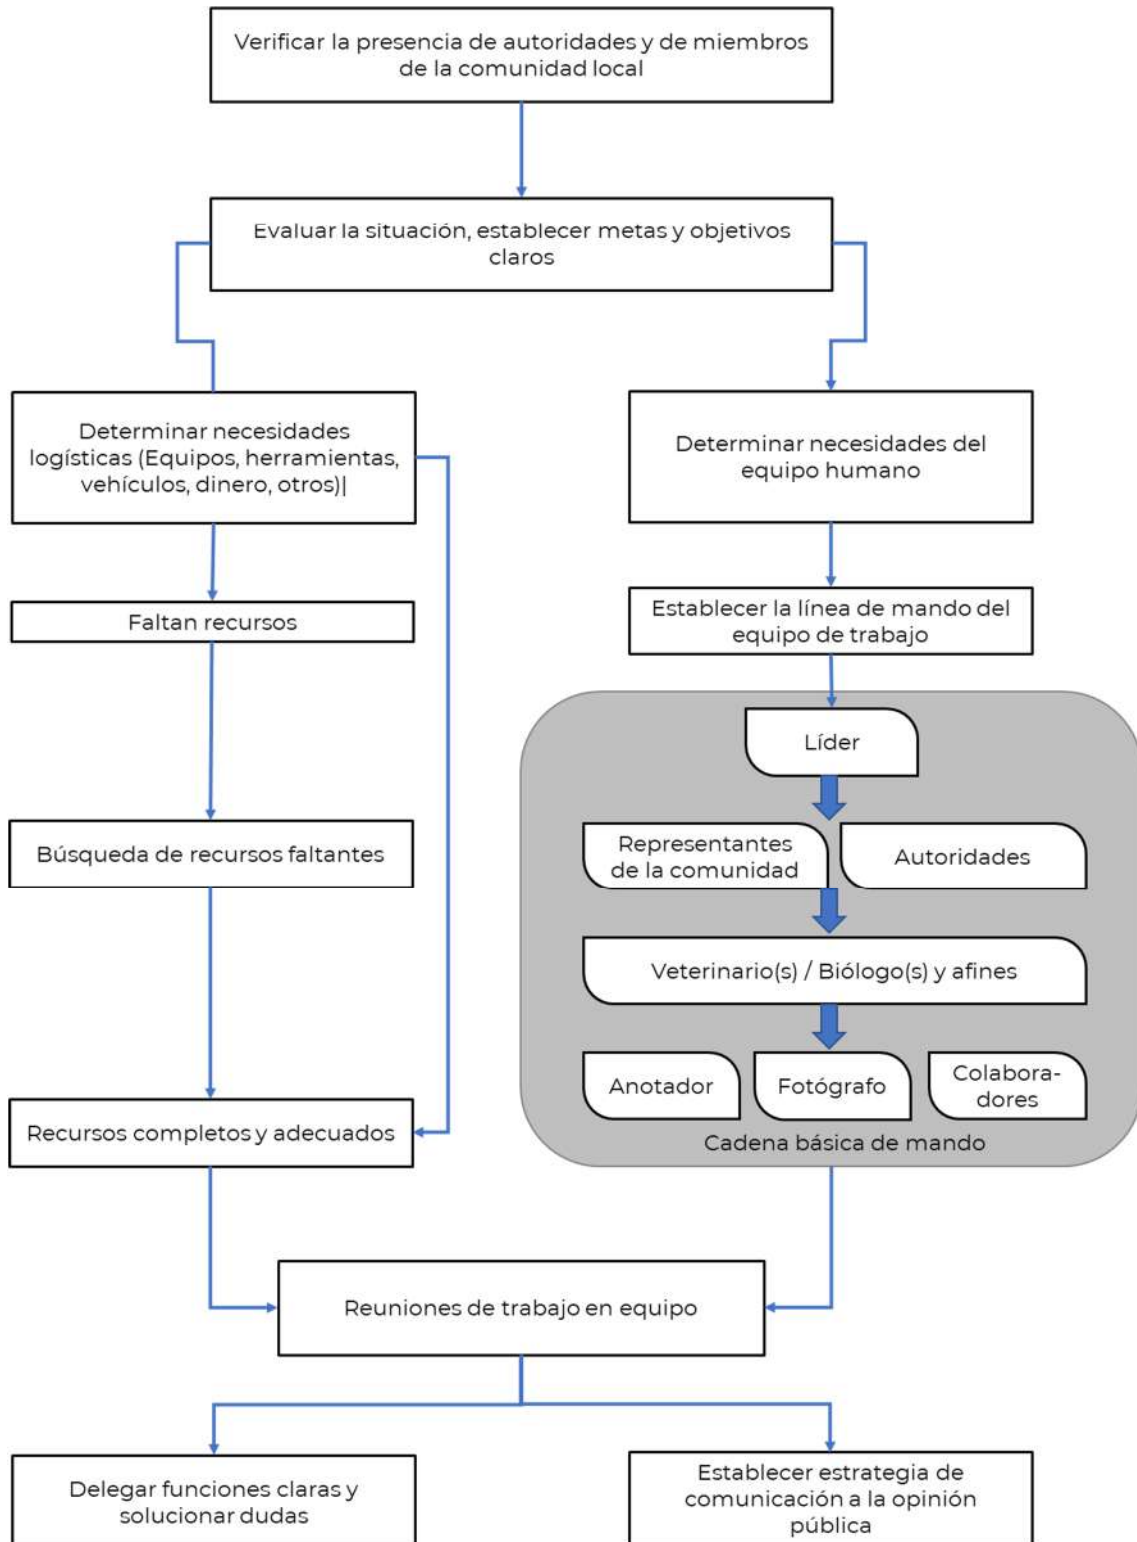 Verificar la presencia de autoridades y de miembros
de la comunidad local
Evaluar la situación, establecer metas y objetivos
claros
Determinar necesidades
logísticas (Equipos, herramientas,
vehículos, dinero, otros)|
Determinar necesidades del
equipo humano
Faltan recursos
Establecer la línea de mando del
equipo de trabajo
Líder
Búsqueda de recursos faltantes
Representantes
de la comunidad
Autoridades
Veterinario(s) / Biólogo(s) y afines
Anotador
Fotógrafo
Colabora-
dores
Cadena básica de mando
Recursos completos y adecuados
Reuniones de trabajo en equipo
Delegar funciones claras y
solucionar dudas
Establecer estrategia de
comunicación a la opinión
pública